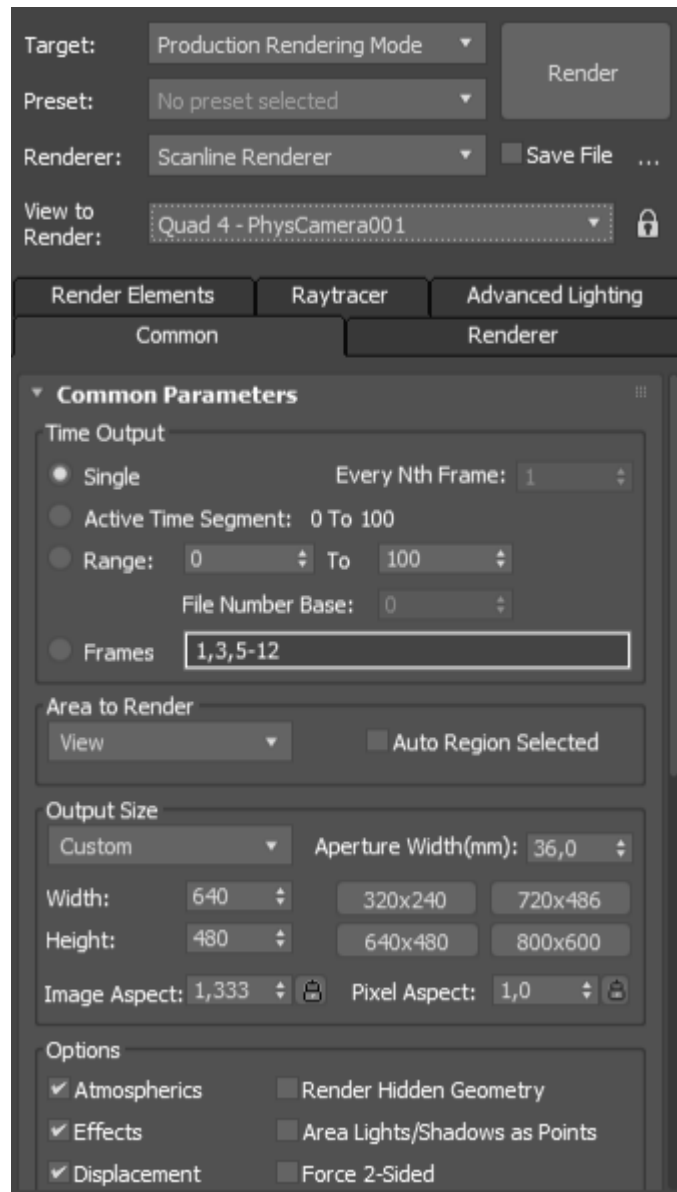 Target: Production Rendering Mode
Render
Preset: No preset selected
Renderer: Scanline Renderer Save File ...
View to Render: Quad 4 - PhysCamera001
Render Elements Raytracer Advanced Lighting
Common Renderer
Common Parameters
Time Output
Single Every Nth Frame: 1
Active Time Segment: 0 To 100
Range: 0 To 100
File Number Base: 0
Frames 1,3,5-12
Area to Render
View Auto Region Selected
Output Size
Custom Aperture Width(mm): 36,0
Width: 640 320x240 720x486
Height: 480 640x480 800x600
Image Aspect: 1,333 Pixel Aspect: 1,0
Options
Atmospherics Render Hidden Geometry
Effects Area Lights/Shadows as Points
Displacement Force 2-Sided